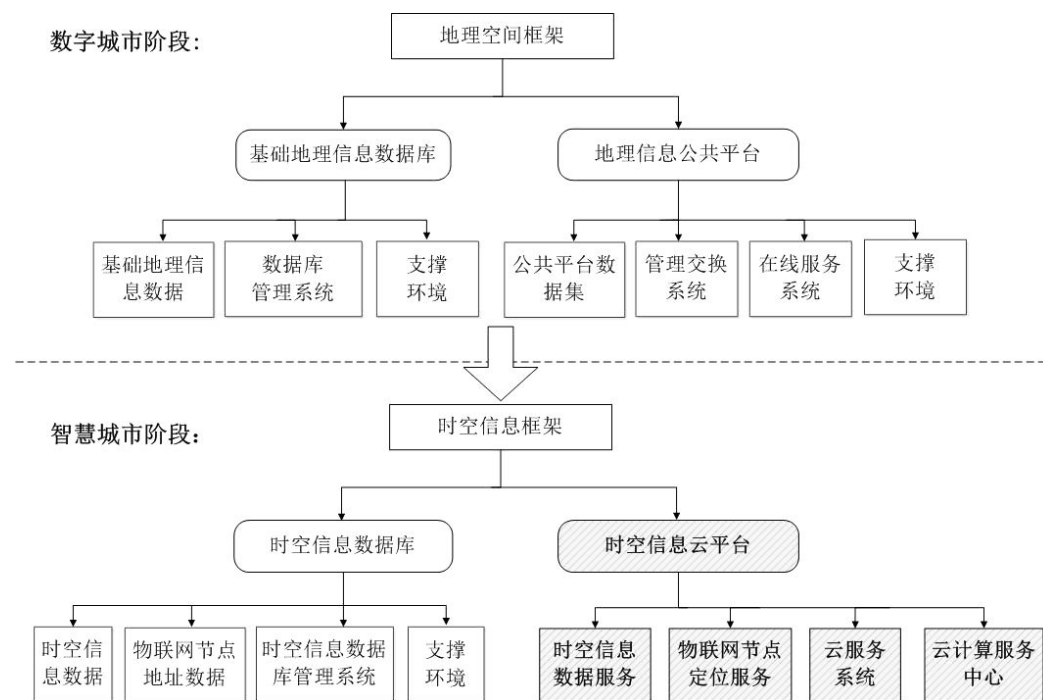 数字城市阶段:
地理空间框架
基础地理信息数据库
地理信息公共平台
基础地理信
息数据
数据库
管理系统
支撑
环境
公共平台数
据集
管理交换
系统
在线服务
系统
支撑
环境
智慧城市阶段:
时空信息框架
时空信息数据库
时空信息云平台
时空信
息数据
物联网节点
地址数据
时空信息数据
库管理系统
支撑
环境
时空信息
数据服务
物联网节点
定位服务
云服务
系统
云计算服务
中心